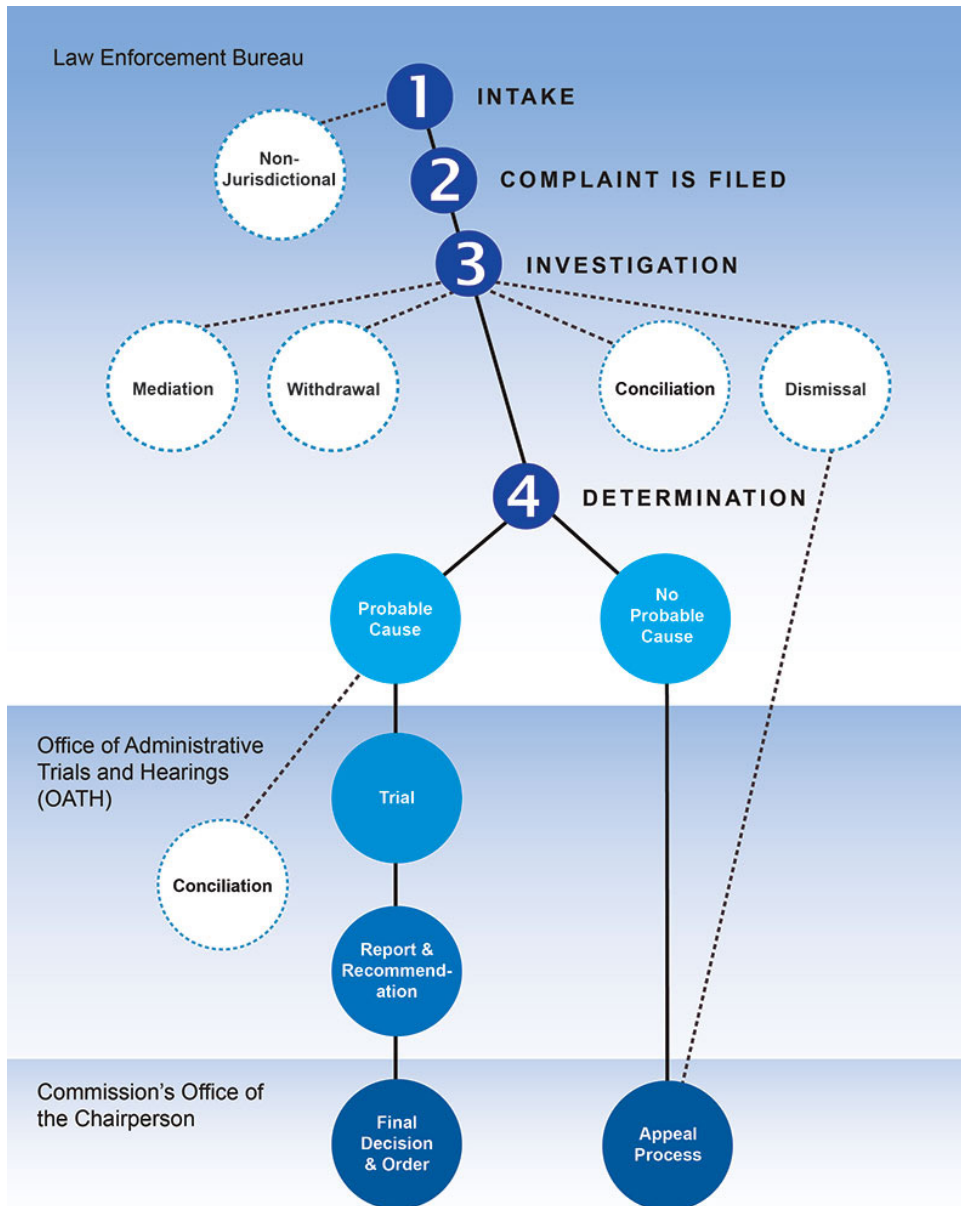 Law Enforcement Bureau
1 INTAKE
Non-
Jurisdictional
2 COMPLAINT IS FILED
3 INVESTIGATION
Mediation
Withdrawal
Conciliation
Dismissal
4 DETERMINATION
Probable
Cause
No
Probable
Cause
Office of Administrative
Trials and Hearings
(OATH)
Trial
Conciliation
Report &
Recommend-
ation
Commission’s Office of
the Chairperson
Final
Decision
& Order
Appeal
Process